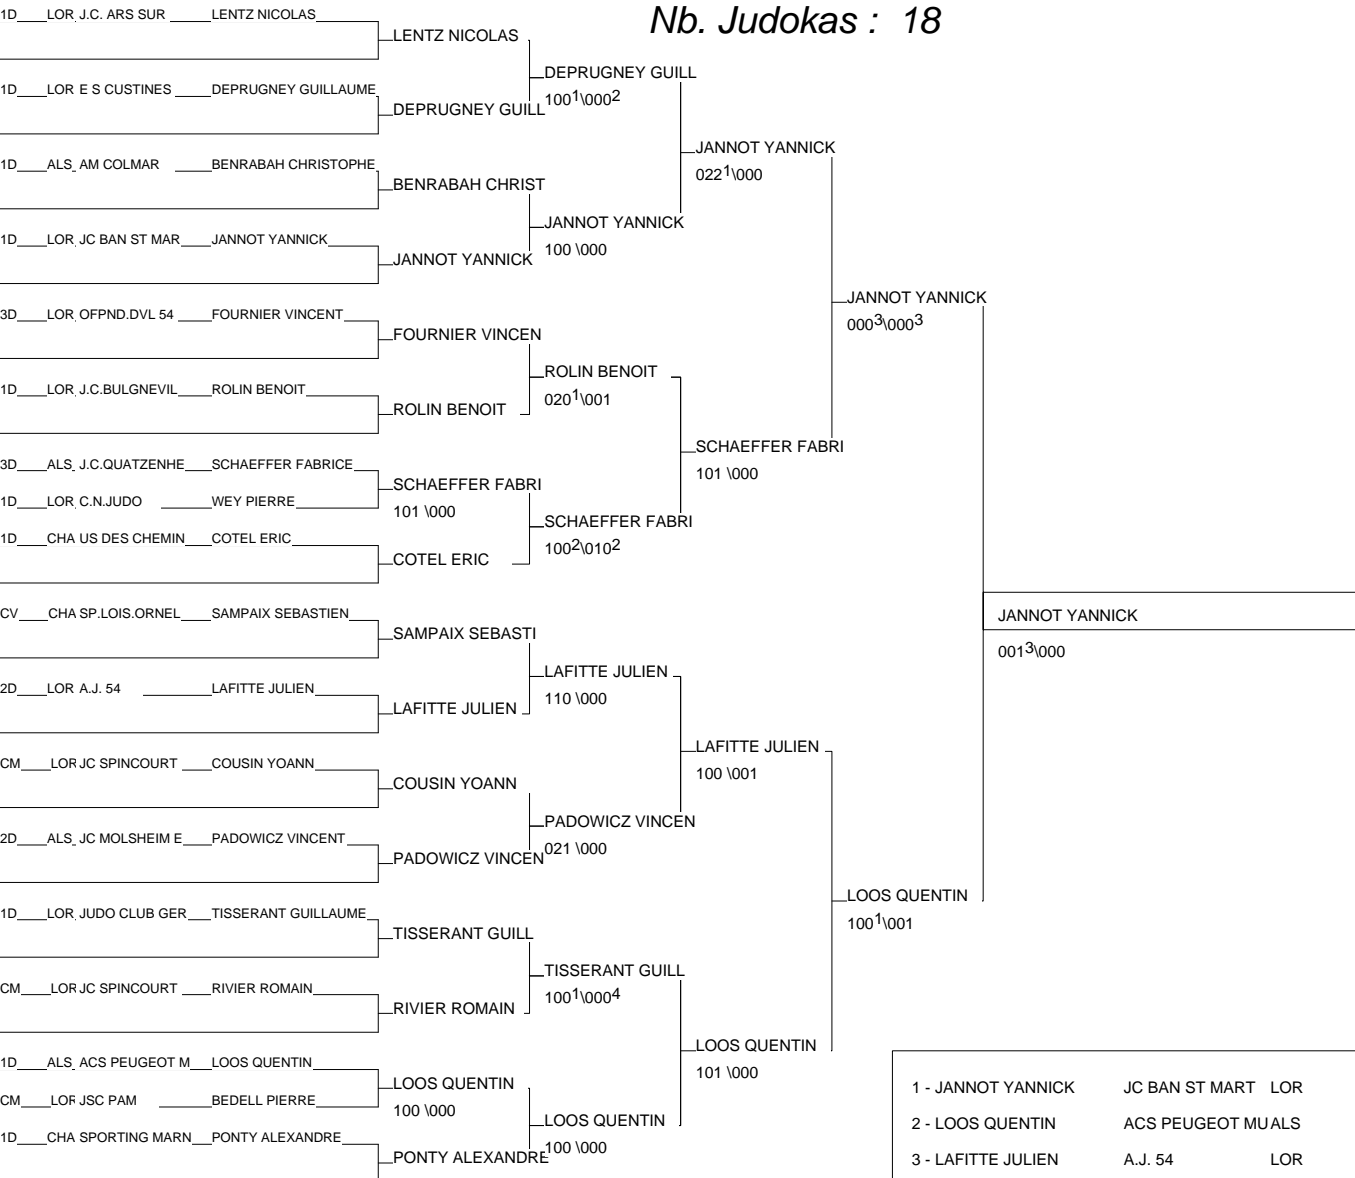 Nb. Judokas : 18
1D LOR J.C. ARS SUR LENTZ NICOLAS
1D LOR E S CUSTINES DEPRUGNEY GUILLAUME
1D ALS AM COLMAR BENRABAH CHRISTOPHE
1D LOR JC BAN ST MAR JANNOT YANNICK
3D LOR OFPND.DVL 54 FOURNIER VINCENT
1D LOR J.C.BULGNEVIL ROLIN BENOIT
3D ALS J.C.QUATZENHE SCHAEFFER FABRICE
1D LOR C.N.JUDO WEY PIERRE
1D CHA US DES CHEMIN COTEL ERIC
CV CHA SP.LOIS.ORNEL SAMPAIX SEBASTIEN
2D LOR A.J. 54 LAFITTE JULIEN
CM LOR JC SPINCOURT COUSIN YOANN
2D ALS JC MOLSHEIM E PADOWICZ VINCENT
1D LOR JUDO CLUB GER TISSERANT GUILLAUME
CM LOR JC SPINCOURT RIVIER ROMAIN
1D ALS ACS PEUGEOT M LOOS QUENTIN
CM LOR JSC PAM BEDELL PIERRE
1D CHA SPORTING MARN PONTY ALEXANDRE
LENTZ NICOLAS
DEPRUGNEY GUILL
BENRABAH CHRIST
JANNOT YANNICK
FOURNIER VINCEN
ROLIN BENOIT
SCHAEFFER FABRI
101 \000
COTEL ERIC
SAMPAIX SEBASTI
LAFITTE JULIEN
COUSIN YOANN
PADOWICZ VINCEN
TISSERANT GUILL
RIVIER ROMAIN
LOOS QUENTIN
100 \000
PONTY ALEXANDRE
DEPRUGNEY GUILL
100¹\000²
JANNOT YANNICK
100 \000
ROLIN BENOIT
020¹\001
SCHAEFFER FABRI
100²\010²
LAFITTE JULIEN
110 \000
PADOWICZ VINCEN
021 \000
TISSERANT GUILL
100¹\000⁴
LOOS QUENTIN
100 \000
JANNOT YANNICK
022¹\000
SCHAEFFER FABRI
101 \000
LAFITTE JULIEN
100 \001
LOOS QUENTIN
101 \000
JANNOT YANNICK
000³\000³
LOOS QUENTIN
100¹\001
JANNOT YANNICK
001³\000
1 - JANNOT YANNICK JC BAN ST MART LOR
2 - LOOS QUENTIN ACS PEUGEOT MU ALS
3 - LAFITTE JULIEN A.J. 54 LOR